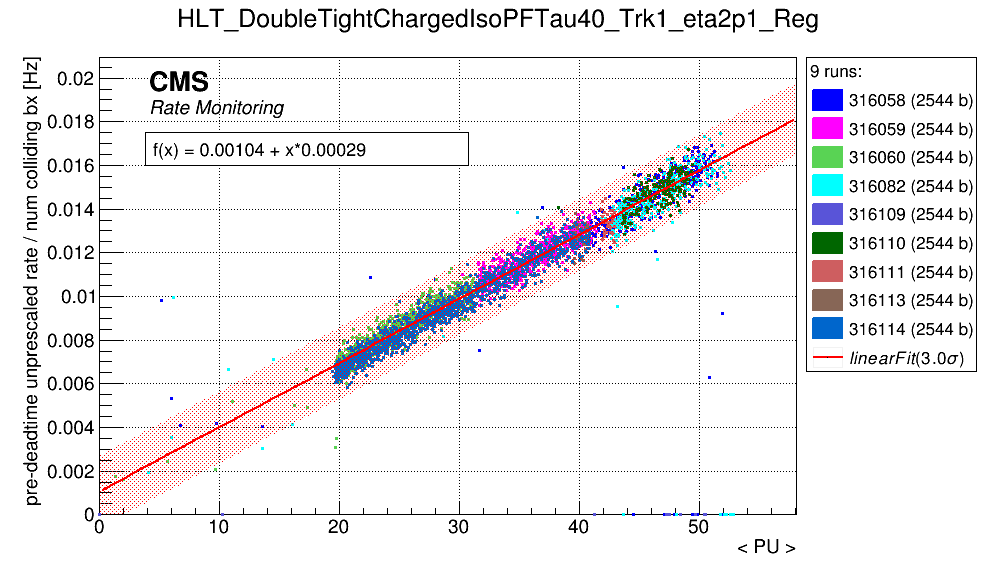 HLT_DoubleTightChargedIsoPFTau40_Trk1_eta2p1_Reg
pre-deadtime unprescaled rate / num colliding bx [Hz]
0.02
0.018
0.016
0.014
0.012
0.01
0.008
0.006
0.004
0.002
0
CMS
Rate Monitoring
f(x) = 0.00104 + x*0.00029
0
10
20
30
40
50
< PU >
9 runs:
316058 (2544 b)
316059 (2544 b)
316060 (2544 b)
316082 (2544 b)
316109 (2544 b)
316110 (2544 b)
316111 (2544 b)
316113 (2544 b)
316114 (2544 b)
linearFit(3.0σ)